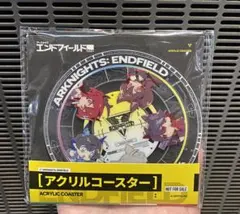 エンドフィールド
ARKNIGHTS: ENDFIELD
[アクリルコースター]
ACRYLIC COASTER
NOT FOR SALE